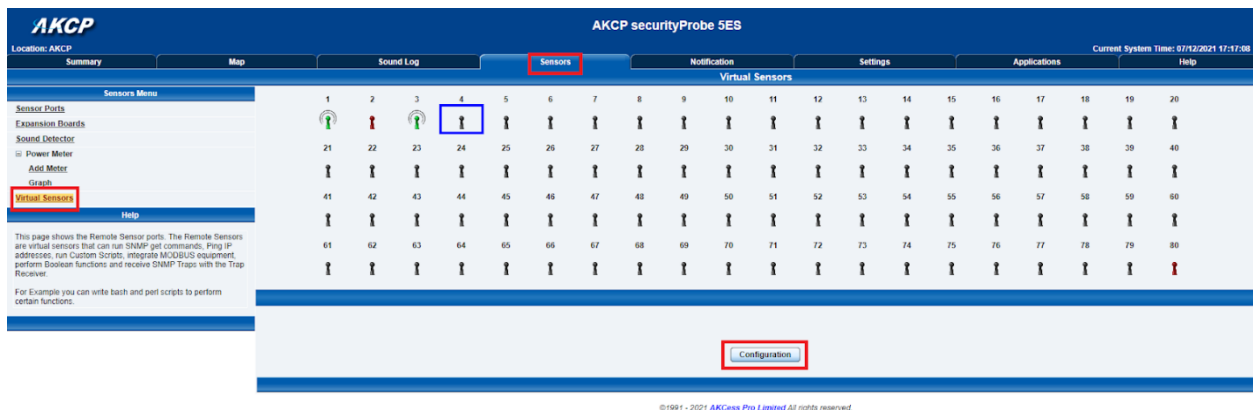 AKCP
AKCP securityProbe 5ES
Location: AKCP
Current System Time: 07/12/2021 17:17:08
Summary Map Sound Log Sensors Notification Settings Applications Help
Virtual Sensors
Sensors Menu
Sensor Ports
Expansion Boards
Sound Detector
Power Meter
Add Meter
Graph
Virtual Sensors
Help
This page shows the Remote Sensor ports. The Remote Sensors
are virtual sensors that can run SNMP get commands, Ping IP
addresses, run Custom Scripts, integrate MODBUS equipment,
perform Boolean functions and receive SNMP Traps with the Trap
Receiver.
For Example you can write bash and perl scripts to perform
certain functions.
1 2 3 4 5 6 7 8 9 10 11 12 13 14 15 16 17 18 19 20
21 22 23 24 25 26 27 28 29 30 31 32 33 34 35 36 37 38 39 40
41 42 43 44 45 46 47 48 49 50 51 52 53 54 55 56 57 58 59 60
61 62 63 64 65 66 67 68 69 70 71 72 73 74 75 76 77 78 79 80
Configuration
©1991 - 2021 AKCess Pro Limited All rights reserved.